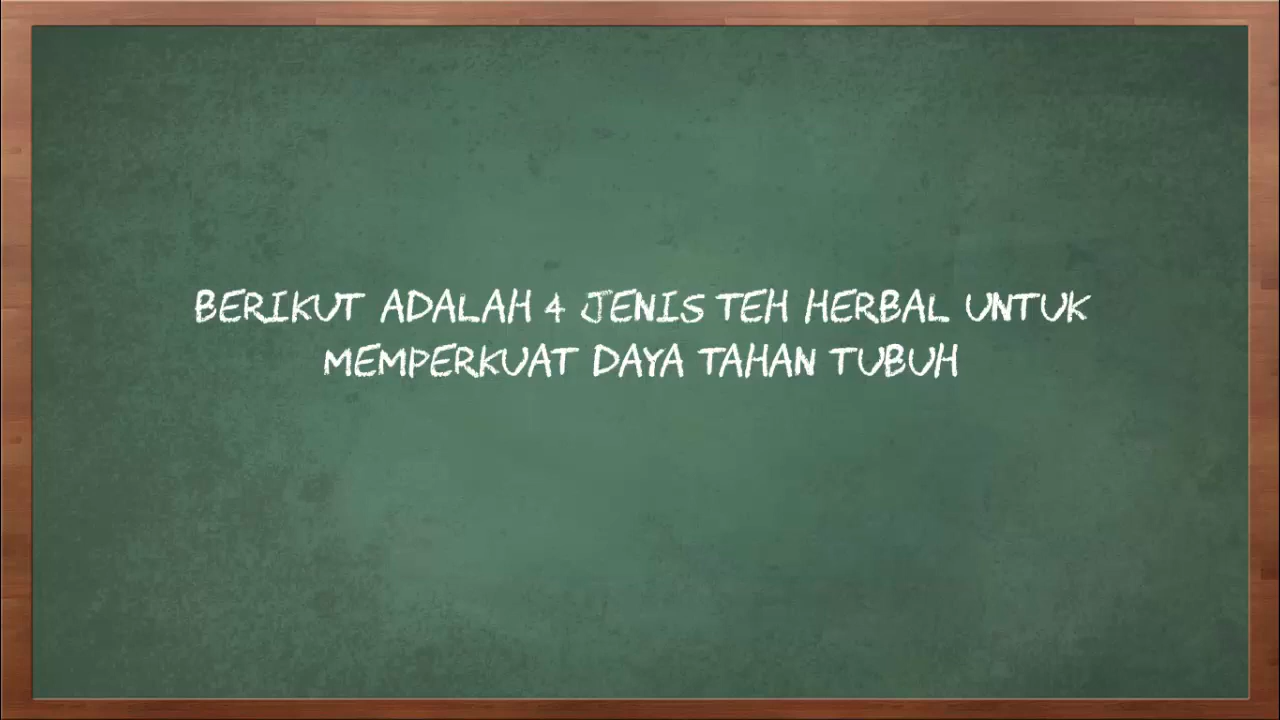 BERIKUT ADALAH 4 JENIS TEH HERBAL UNTUK
MEMPERKUAT DAYA TAHAN TUBUH